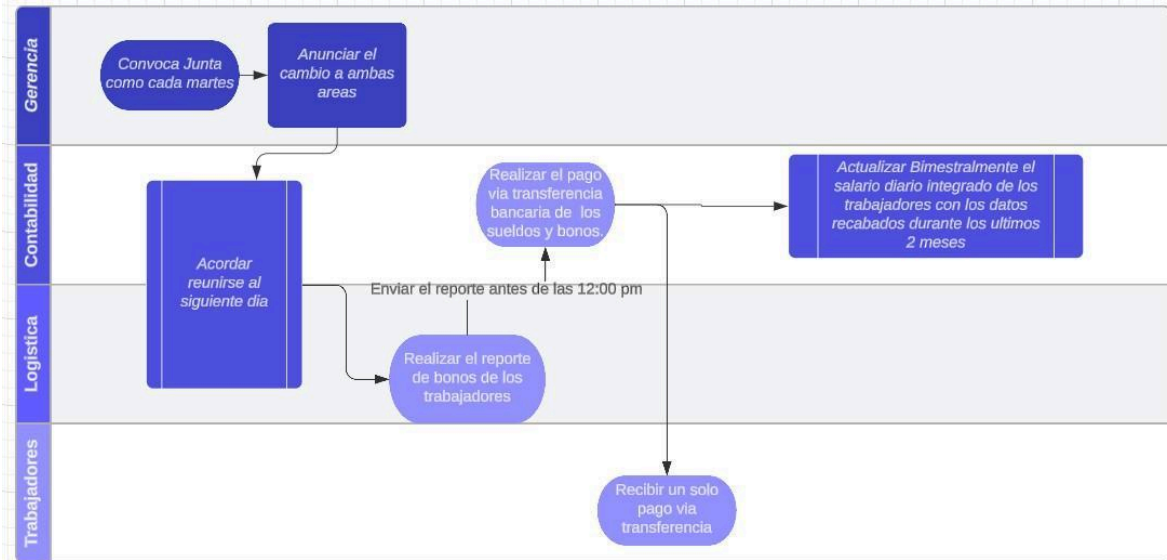 Gerencia
Convoca Junta
como cada martes
Anunciar el
cambio a ambas
areas
Contabilidad
Acordar
reunirse al
siguiente dia
Realizar el pago
via transferencia
bancaria de los
sueldos y bonos.
Actualizar Bimestralmente el
salario diario integrado de los
trabajadores con los datos
recabados durante los ultimos
2 meses
Enviar el reporte antes de las 12:00 pm
Logistica
Realizar el reporte
de bonos de los
trabajadores
Trabajadores
Recibir un solo
pago via
transferencia